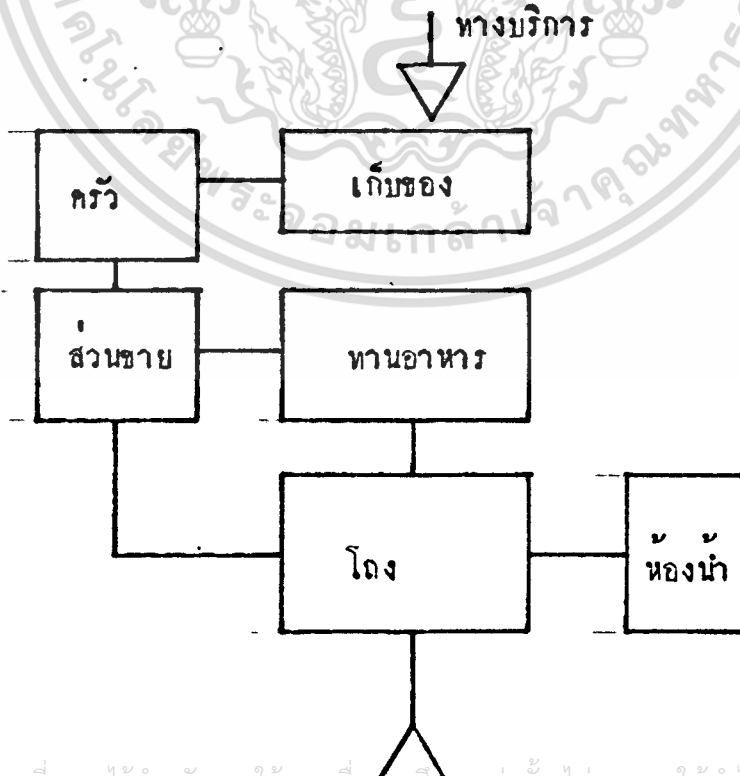 ทางบริการ
ครัว
เก็บของ
ส่วนขาย
ทานอาหาร
โถง
ห้องน้ำ